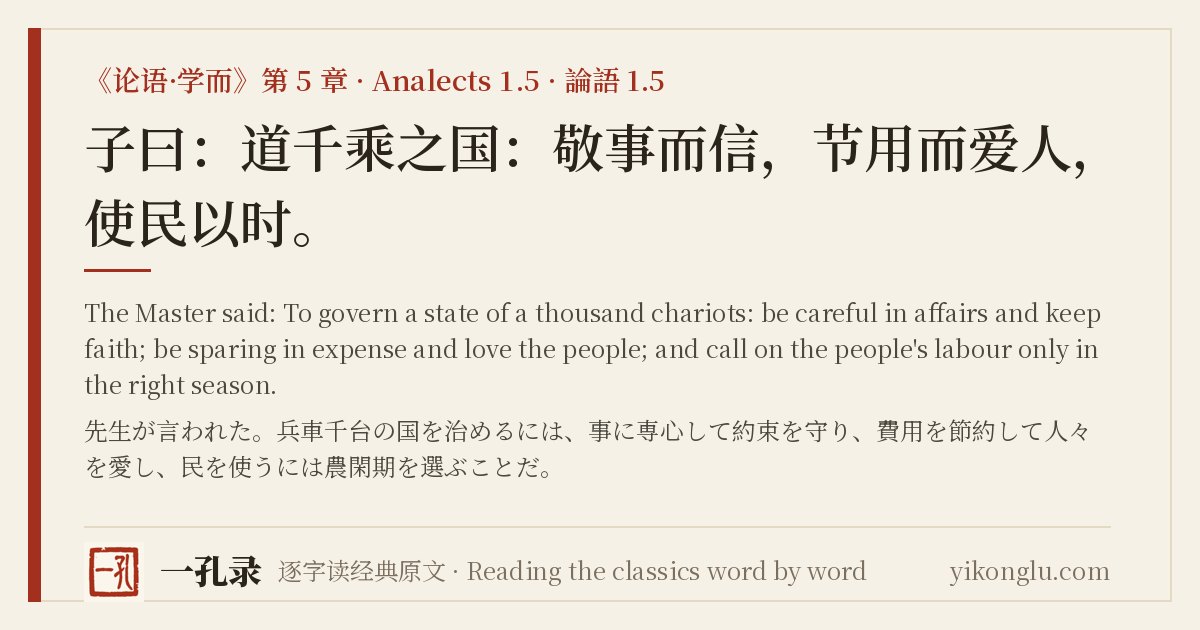 《论语·学而》第 5 章 · Analects 1.5 · 論語 1.5
子曰：道千乘之国：敬事而信，节用而爱人，
使民以时。
The Master said: To govern a state of a thousand chariots: be careful in affairs and keep
faith; be sparing in expense and love the people; and call on the people's labour only in
the right season.
先生が言われた。兵車千台の国を治めるには、事に専心して約束を守り、費用を節約して人々
を愛し、民を使うには農閑期を選ぶことだ。
一孔
一孔录 逐字读经典原文 · Reading the classics word by word yikonglu.com